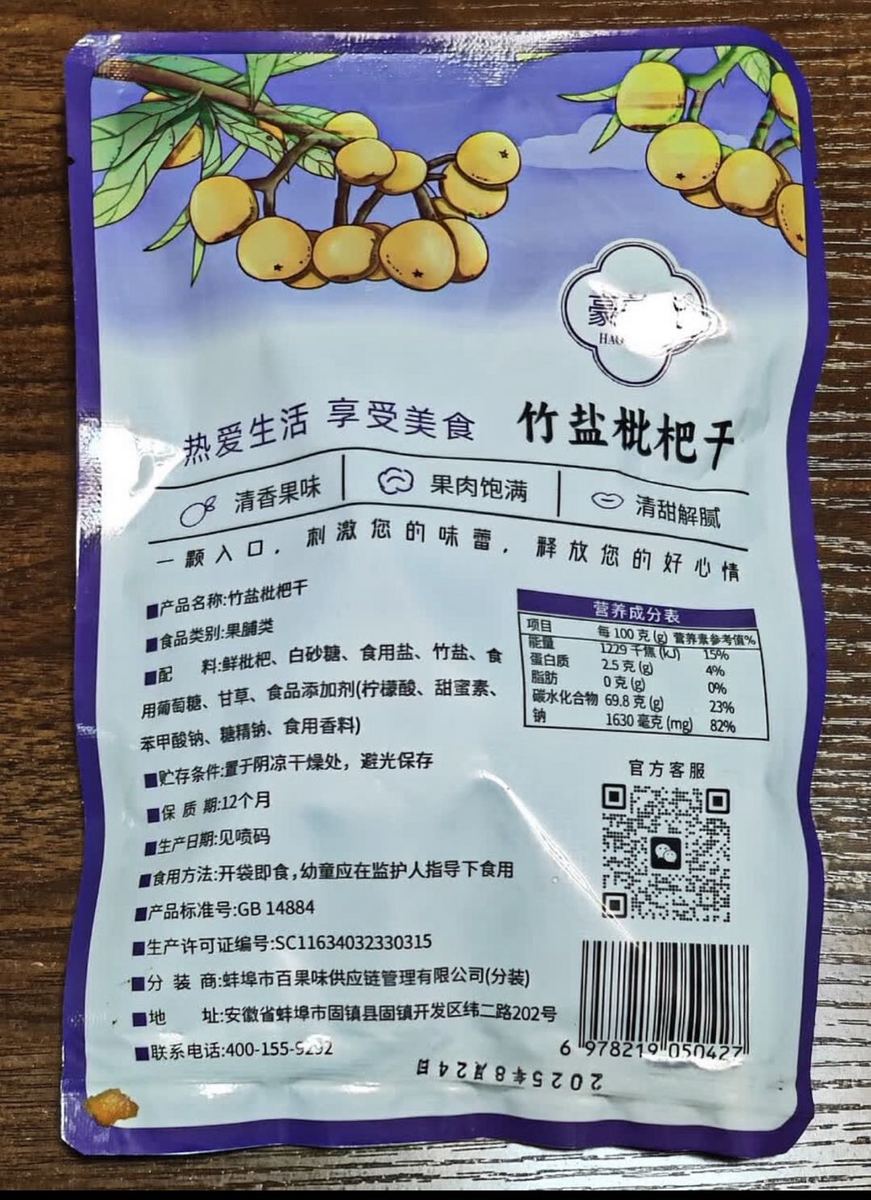 豪
HAO
热爱生活 享受美食
竹盐枇杷干
清香果味
果肉饱满
清甜解腻
一颗入口，刺激您的味蕾，释放您的好心情
■产品名称:竹盐枇杷干
■食品类别:果脯类
■配 料:鲜枇杷、白砂糖、食用盐、竹盐、食
用葡萄糖、甘草、食品添加剂(柠檬酸、甜蜜素、
苯甲酸钠、糖精钠、食用香料)
■贮存条件:置于阴凉干燥处，避光保存
■保 质 期:12个月
■生产日期:见喷码
■食用方法:开袋即食,幼童应在监护人指导下食用
■产品标准号:GB 14884
■生产许可证编号:SC11634032330315
■分 装 商:蚌埠市百果味供应链管理有限公司(分装)
■地 址:安徽省蚌埠市固镇县固镇开发区纬二路202号
■联系电话:400-155-9292
营养成分表
项目 每 100 克 (g) 营养素参考值%
能量 1229 千焦 (kJ) 15%
蛋白质 2.5 克 (g) 4%
脂肪 0 克 (g) 0%
碳水化合物 69.8 克 (g) 23%
钠 1630 毫克 (mg) 82%
官方客服
6 978219 050427
2025年8月24日